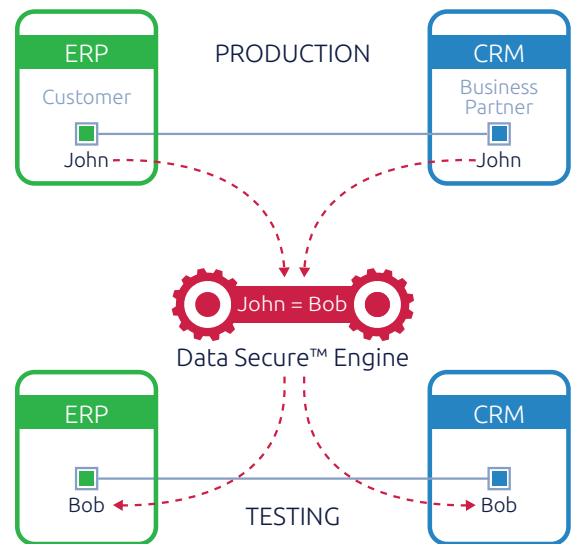 ERP
PRODUCTION
CRM
Customer
Business
Partner
John
John
John = Bob
Data Secure™ Engine
ERP
CRM
Bob
Bob
TESTING